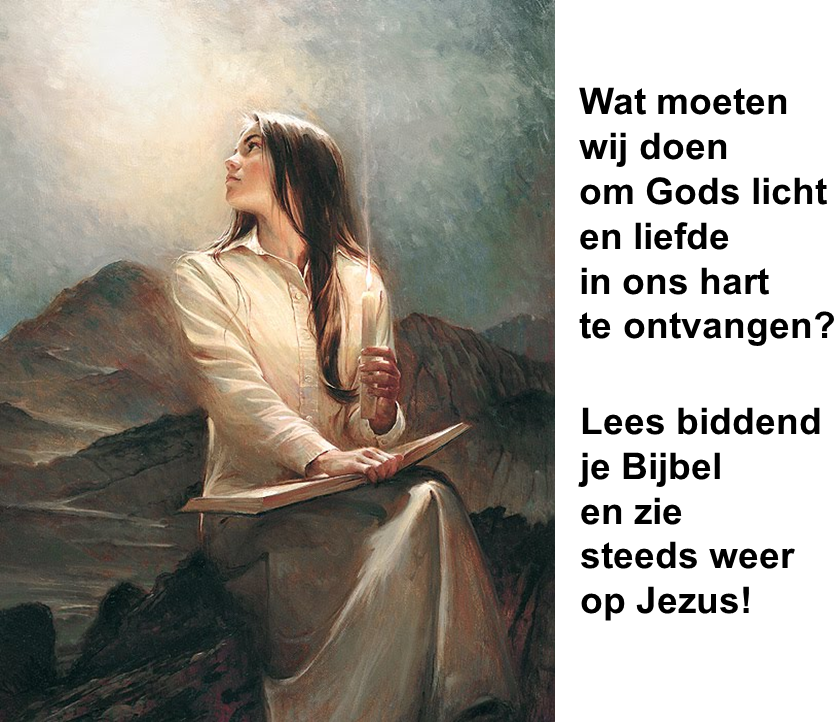 Wat moeten
wij doen
om Gods licht
en liefde
in ons hart
te ontvangen?
Lees biddend
je Bijbel
en zie
steeds weer
op Jezus!